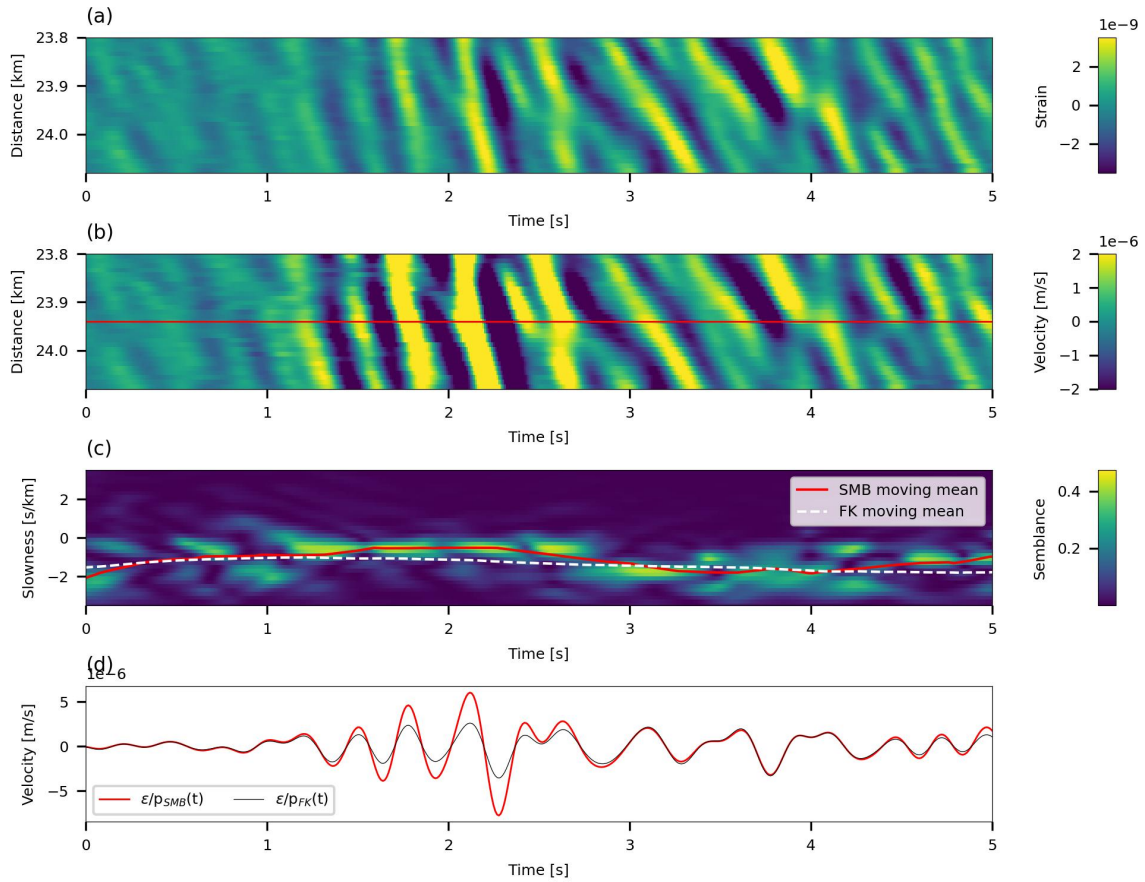 (a)
1e−9
23.8
23.9
24.0
Distance [km]
0 1 2 3 4 5
Time [s]
2
0
−2
Strain
(b)
1e−6
23.8
23.9
24.0
Distance [km]
0 1 2 3 4 5
Time [s]
2
1
0
−1
−2
Velocity [m/s]
(c)
2
0
−2
Slowness [s/km]
SMB moving mean
FK moving mean
0 1 2 3 4 5
Time [s]
0.4
0.2
Semblance
(d)
1e−6
5
0
−5
Velocity [m/s]
ε/pSMB(t) ε/pFK(t)
0 1 2 3 4 5
Time [s]